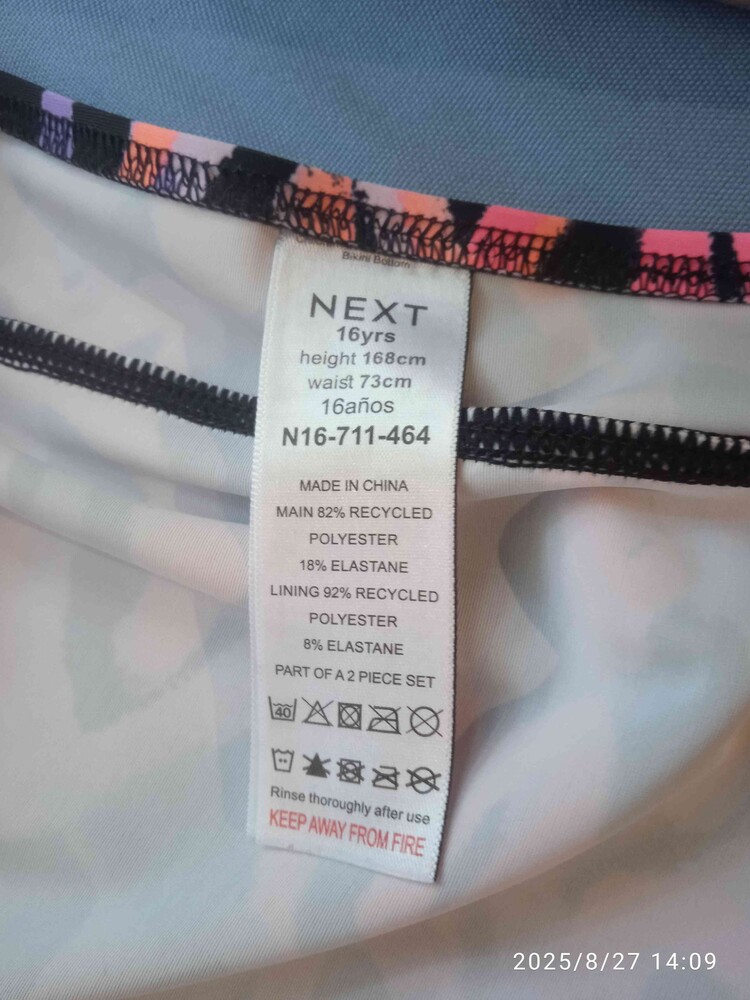 Bikini Bottom
NEXT
16yrs
height 168cm
waist 73cm
16años
N16-711-464
MADE IN CHINA
MAIN 82% RECYCLED
POLYESTER
18% ELASTANE
LINING 92% RECYCLED
POLYESTER
8% ELASTANE
PART OF A 2 PIECE SET
40
Rinse thoroughly after use
KEEP AWAY FROM FIRE
2025/8/27 14:09